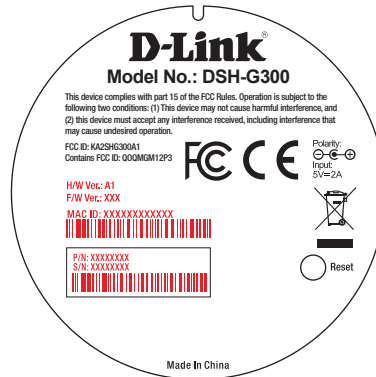 D-Link®
Model No.: DSH-G300
This device complies with part 15 of the FCC Rules. Operation is subject to the
following two conditions: (1) This device may not cause harmful interference, and
(2) this device must accept any interference received, including interference that
may cause undesired operation.
FCC ID: KA2SHG300A1
Contains FCC ID: QOQMGM12P3
FC CE
Polarity:
Input:
5V⎓2A
H/W Ver.: A1
F/W Ver.: XXX
MAC ID: XXXXXXXXXXXX
P/N: XXXXXXXX
S/N: XXXXXXXX
Reset
Made In China